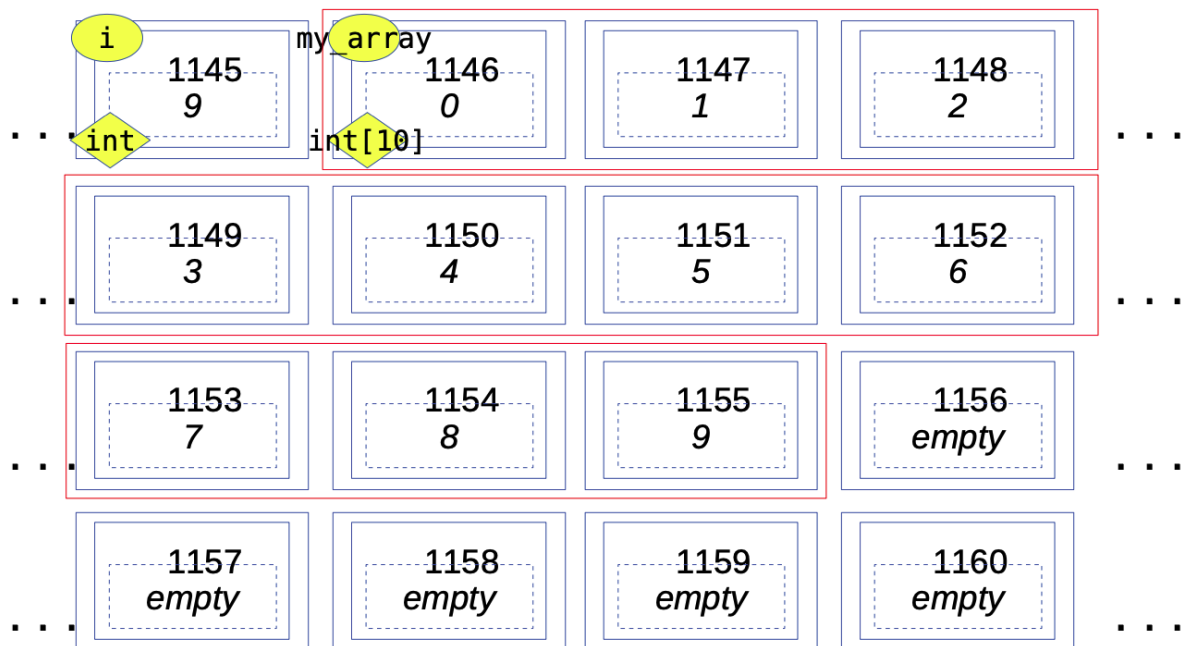 i my_array
1145 1146 1147 1148
9 0 1 2
... int int[10] ...
1149 1150 1151 1152
3 4 5 6
... ...
1153 1154 1155 1156
7 8 9 empty
... ...
1157 1158 1159 1160
empty empty empty empty
... ...